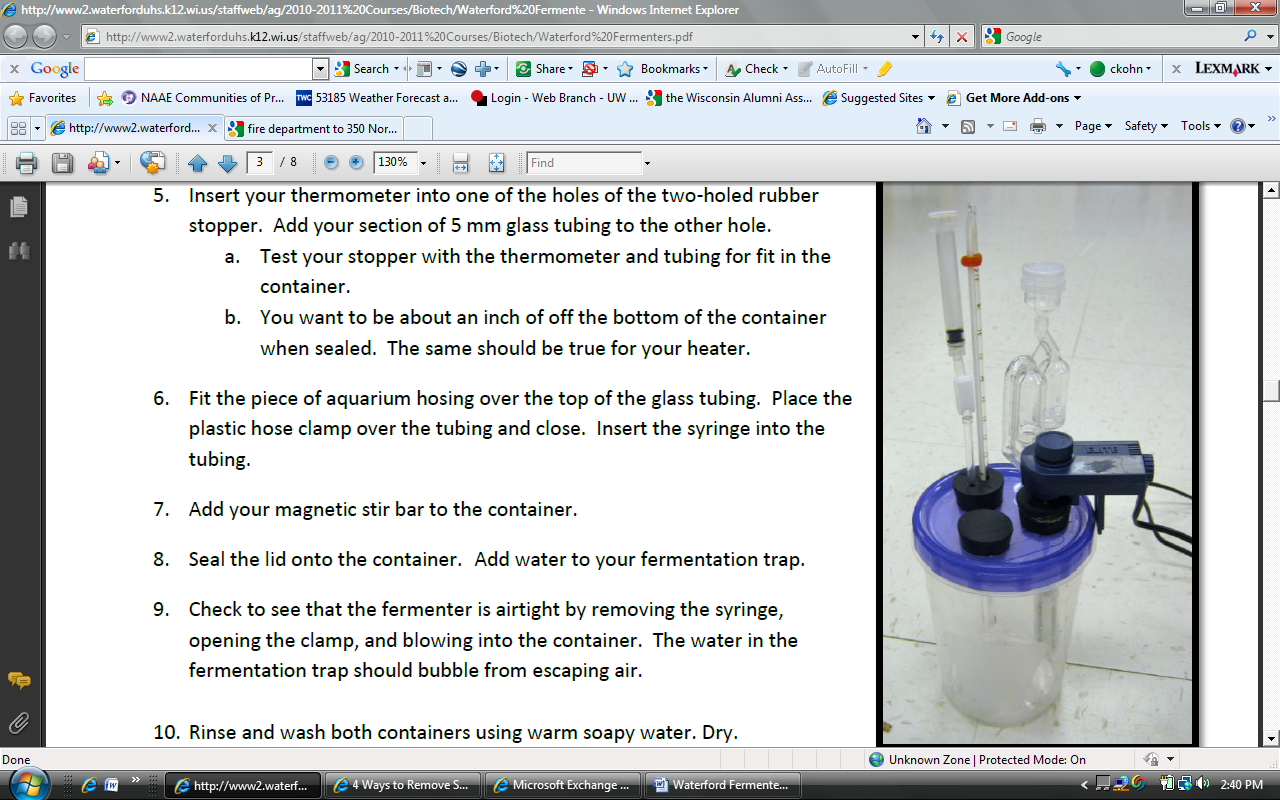 http://www2.waterforduhs.k12.wi.us/staffweb/ag/2010-2011%20Courses/Biotech/Waterford%20Fermente - Windows Internet Explorer
http://www2.waterforduhs.k12.wi.us/staffweb/ag/2010-2011%20Courses/Biotech/Waterford%20Fermenters.pdf Google
x Google Search Share Bookmarks Check AutoFill ckohn x LEXMARK
Favorites NAAE Communities of Pr... TWC 53185 Weather Forecast a... Login - Web Branch - UW ... the Wisconsin Alumni Ass... Suggested Sites Get More Add-ons
http://www2.waterford... x fire department to 350 Nor... Page Safety Tools
3 / 8 130% Find
5. Insert your thermometer into one of the holes of the two-holed rubber
stopper. Add your section of 5 mm glass tubing to the other hole.
a. Test your stopper with the thermometer and tubing for fit in the
container.
b. You want to be about an inch of off the bottom of the container
when sealed. The same should be true for your heater.
6. Fit the piece of aquarium hosing over the top of the glass tubing. Place the
plastic hose clamp over the tubing and close. Insert the syringe into the
tubing.
7. Add your magnetic stir bar to the container.
8. Seal the lid onto the container. Add water to your fermentation trap.
9. Check to see that the fermenter is airtight by removing the syringe,
opening the clamp, and blowing into the container. The water in the
fermentation trap should bubble from escaping air.
10. Rinse and wash both containers using warm soapy water. Dry.
ELITE
Done Unknown Zone | Protected Mode: On
http://www2.waterf... 4 Ways to Remove S... Microsoft Exchange ... Waterford Fermente... 2:40 PM